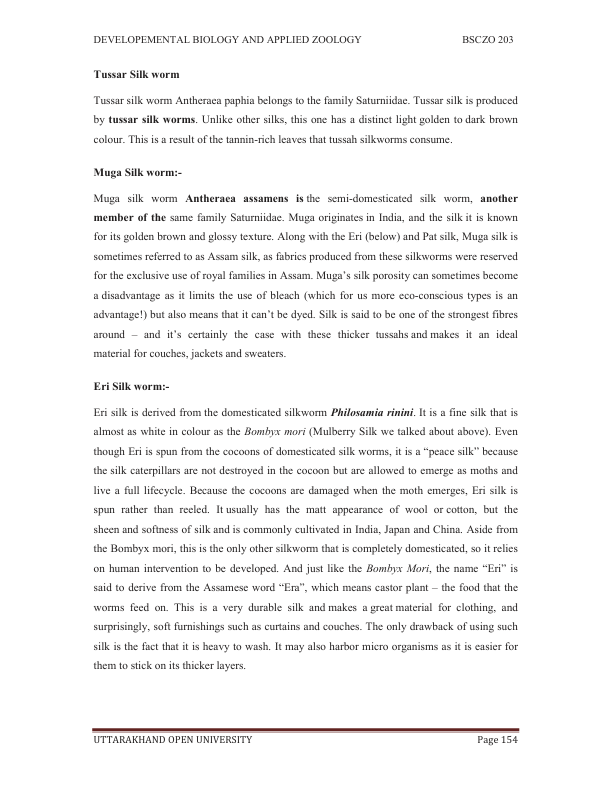 DEVELOPEMENTAL BIOLOGY AND APPLIED ZOOLOGY BSCZO 203
Tussar Silk worm
Tussar silk worm Antheraea paphia belongs to the family Saturniidae. Tussar silk is produced
by tussar silk worms. Unlike other silks, this one has a distinct light golden to dark brown
colour. This is a result of the tannin-rich leaves that tussah silkworms consume.
Muga Silk worm:-
Muga silk worm Antheraea assamens is the semi-domesticated silk worm, another
member of the same family Saturniidae. Muga originates in India, and the silk it is known
for its golden brown and glossy texture. Along with the Eri (below) and Pat silk, Muga silk is
sometimes referred to as Assam silk, as fabrics produced from these silkworms were reserved
for the exclusive use of royal families in Assam. Muga's silk porosity can sometimes become
a disadvantage as it limits the use of bleach (which for us more eco-conscious types is an
advantage!) but also means that it can't be dyed. Silk is said to be one of the strongest fibres
around – and it's certainly the case with these thicker tussahs and makes it an ideal
material for couches, jackets and sweaters.
Eri Silk worm:-
Eri silk is derived from the domesticated silkworm Philosamia rinini. It is a fine silk that is
almost as white in colour as the Bombyx mori (Mulberry Silk we talked about above). Even
though Eri is spun from the cocoons of domesticated silk worms, it is a “peace silk” because
the silk caterpillars are not destroyed in the cocoon but are allowed to emerge as moths and
live a full lifecycle. Because the cocoons are damaged when the moth emerges, Eri silk is
spun rather than reeled. It usually has the matt appearance of wool or cotton, but the
sheen and softness of silk and is commonly cultivated in India, Japan and China. Aside from
the Bombyx mori, this is the only other silkworm that is completely domesticated, so it relies
on human intervention to be developed. And just like the Bombyx Mori, the name “Eri” is
said to derive from the Assamese word “Era”, which means castor plant – the food that the
worms feed on. This is a very durable silk and makes a great material for clothing, and
surprisingly, soft furnishings such as curtains and couches. The only drawback of using such
silk is the fact that it is heavy to wash. It may also harbor micro organisms as it is easier for
them to stick on its thicker layers.
UTTARAKHAND OPEN UNIVERSITY Page 154